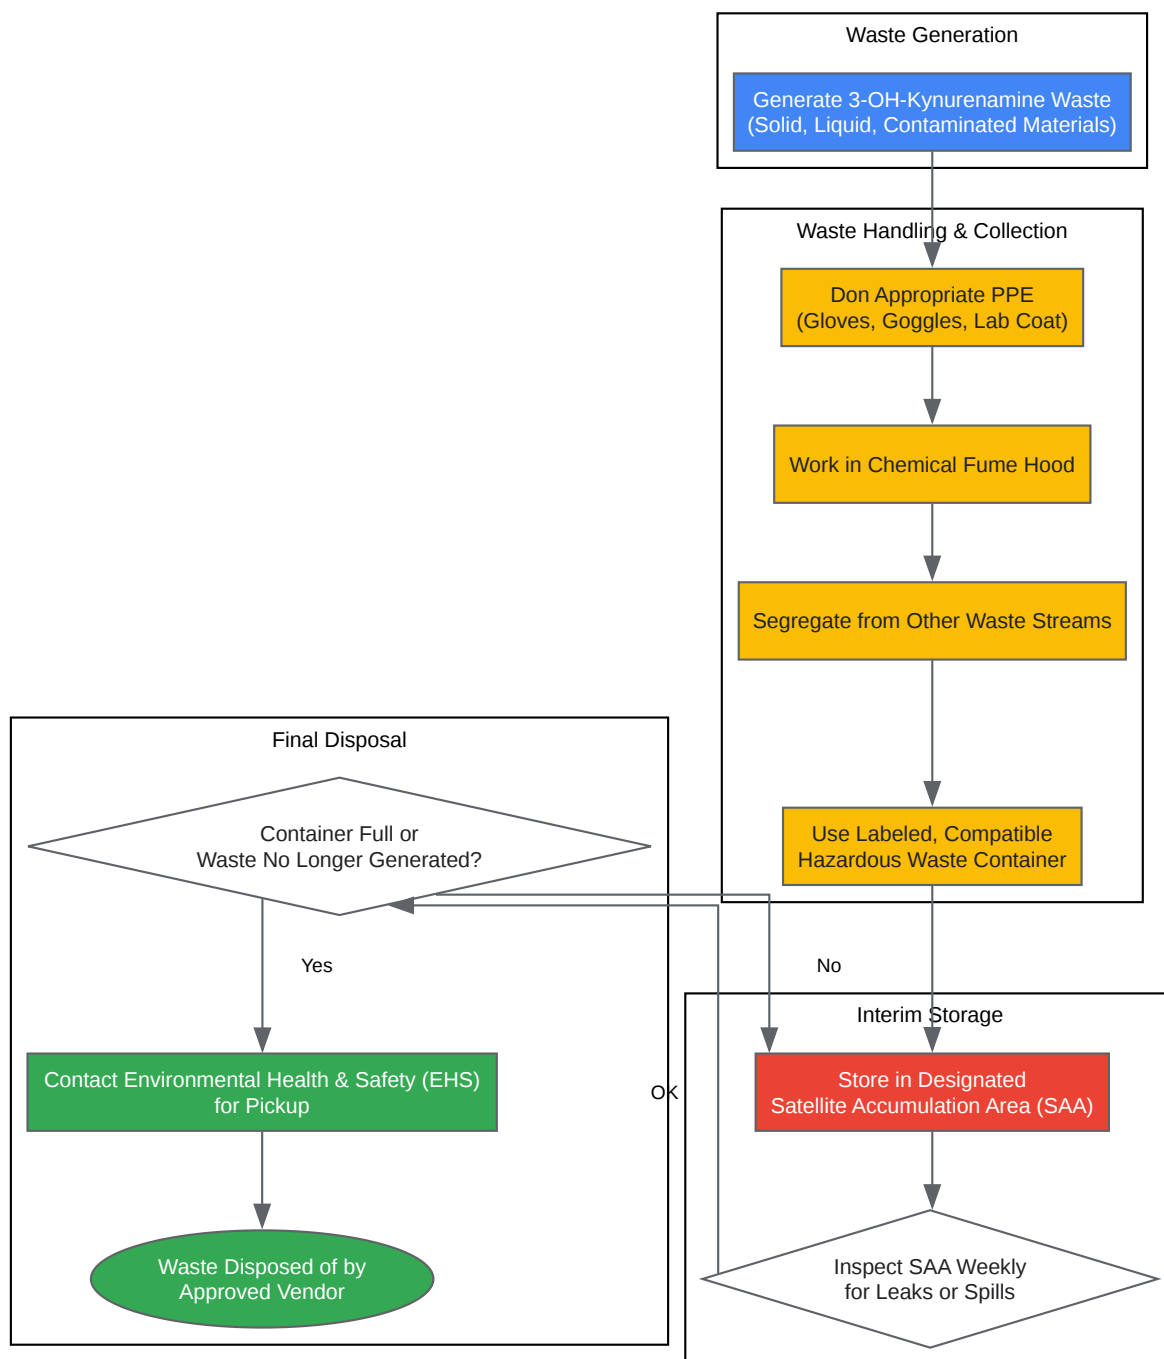 Waste Generation
Generate 3-OH-Kynurenamine Waste
(Solid, Liquid, Contaminated Materials)
Waste Handling & Collection
Don Appropriate PPE
(Gloves, Goggles, Lab Coat)
Work in Chemical Fume Hood
Segregate from Other Waste Streams
Use Labeled, Compatible
Hazardous Waste Container
Final Disposal
Container Full or
Waste No Longer Generated?
Yes
No
Interim Storage
Contact Environmental Health & Safety (EHS)
for Pickup
OK
Store in Designated
Satellite Accumulation Area (SAA)
Waste Disposed of by
Approved Vendor
Inspect SAA Weekly
for Leaks or Spills